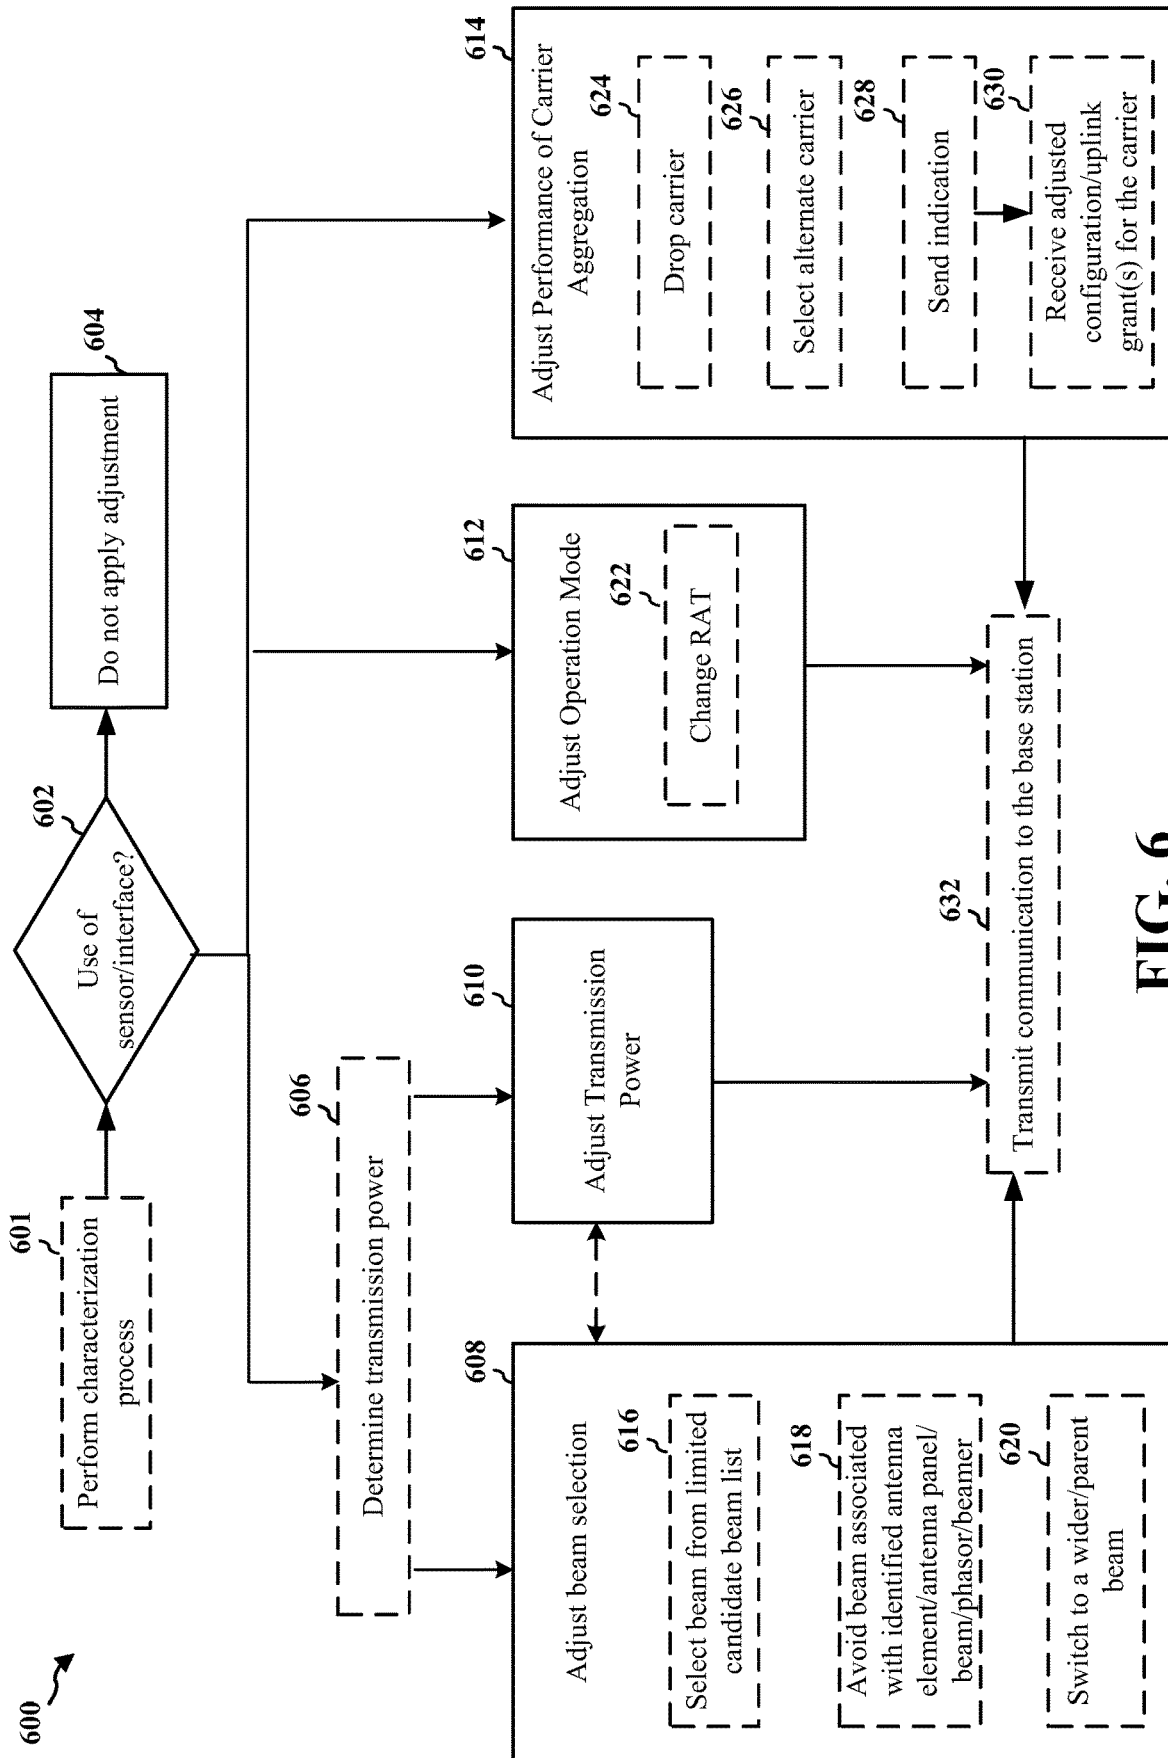 600
601
Perform characterization
process
602
Use of
sensor/interface?
604
Do not apply adjustment
606
Determine transmission power
608
Adjust beam selection
616
Select beam from limited
candidate beam list
618
Avoid beam associated
with identified antenna
element/antenna panel/
beam/phasor/beamer
620
Switch to a wider/parent
beam
610
Adjust Transmission
Power
612
Adjust Operation Mode
622
Change RAT
614
Adjust Performance of Carrier
Aggregation
624
Drop carrier
626
Select alternate carrier
628
Send indication
630
Receive adjusted
configuration/uplink
grant(s) for the carrier
632
Transmit communication to the base station
FIG. 6